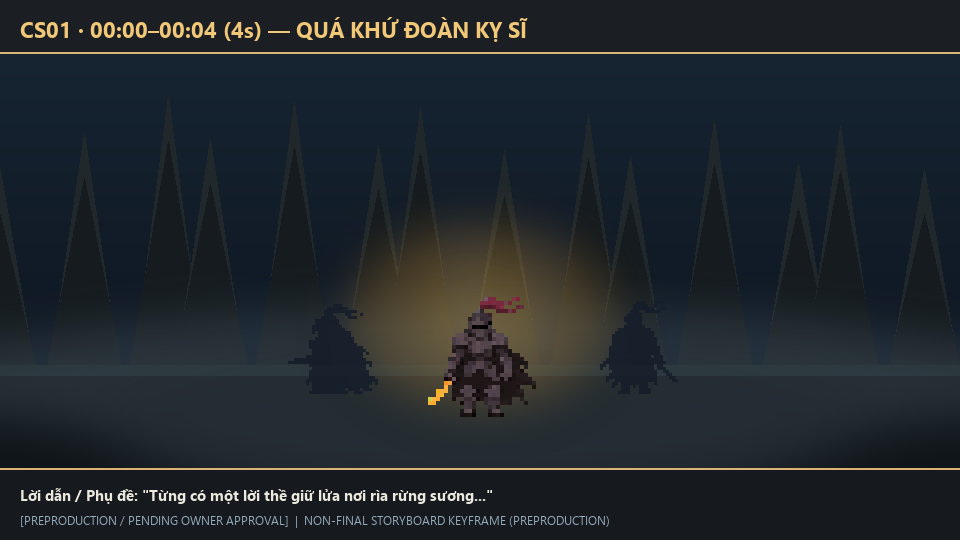 CS01 · 00:00–00:04 (4s) — QUÁ KHỨ ĐOÀN KỴ SĨ
Lời dẫn / Phụ đề: "Từng có một lời thề giữ lửa nơi rìa rừng sương..."
[PREPRODUCTION / PENDING OWNER APPROVAL] | NON-FINAL STORYBOARD KEYFRAME (PREPRODUCTION)